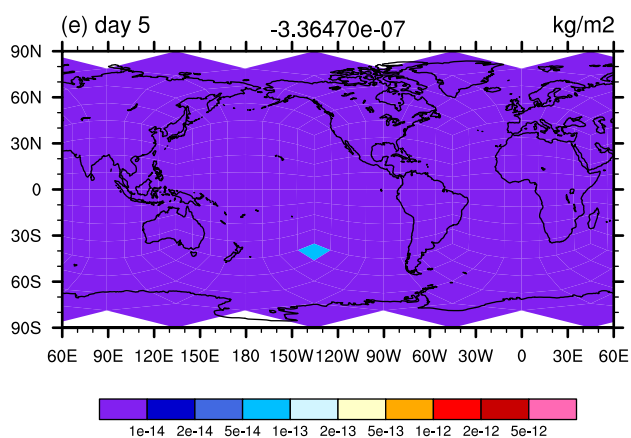 (e) day 5 -3.36470e-07 kg/m2
90N
60N
30N
0
30S
60S
90S
60E 90E 120E 150E 180 150W 120W 90W 60W 30W 0 30E 60E
1e-14 2e-14 5e-14 1e-13 2e-13 5e-13 1e-12 2e-12 5e-12